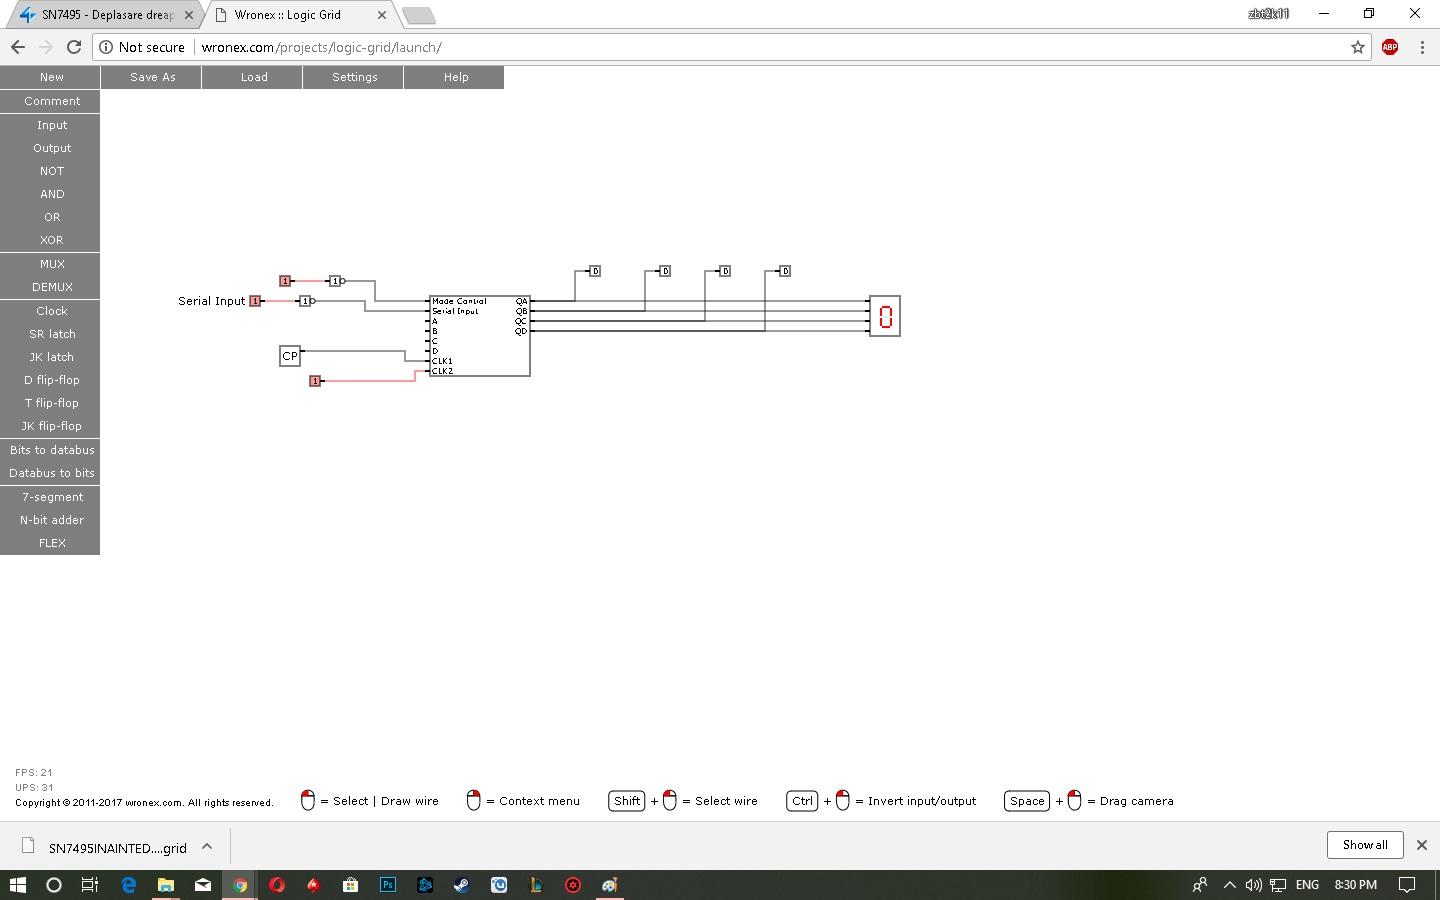 SN7495 - Deplasare dreap
Wronex :: Logic Grid
zbt2k11
Not secure
wronex.com/projects/logic-grid/launch/
ABP
New
Save As
Load
Settings
Help
Comment
Input
Output
NOT
AND
OR
XOR
MUX
DEMUX
Clock
SR latch
JK latch
D flip-flop
T flip-flop
JK flip-flop
Bits to databus
Databus to bits
7-segment
N-bit adder
FLEX
D
D
D
D
1
1
Serial Input
1
1
Mode Control
Serial Input
A
B
C
D
CLK1
CLK2
QA
QB
QC
QD
0
CP
1
FPS: 21
UPS: 31
Copyright © 2011-2017 wronex.com. All rights reserved.
= Select | Draw wire
= Context menu
Shift + = Select wire
Ctrl + = Invert input/output
Space + = Drag camera
SN7495INAINTED....grid
Show all
Ps
ENG
8:30 PM